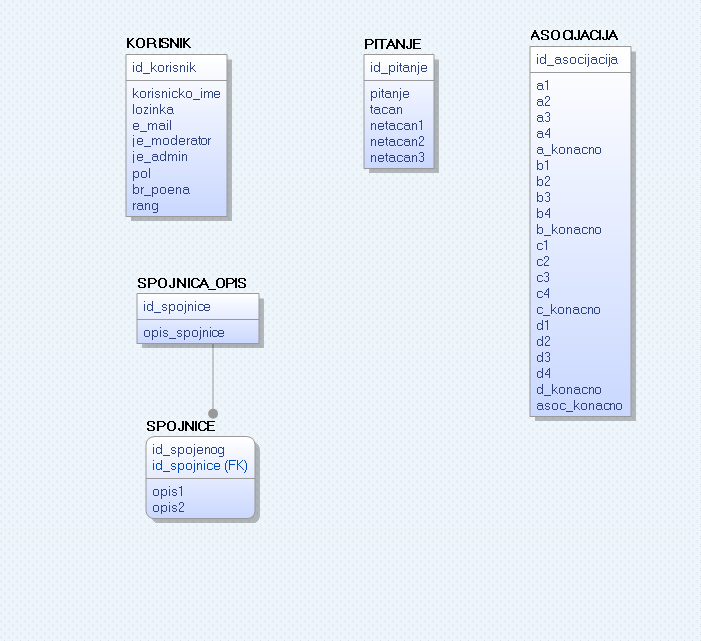 KORISNIK
id_korisnik
korisnicko_ime
lozinka
e_mail
je_moderator
je_admin
pol
br_poena
rang
PITANJE
id_pitanje
pitanje
tacan
netacan1
netacan2
netacan3
ASOCIJACIJA
id_asocijacija
a1
a2
a3
a4
a_konacno
b1
b2
b3
b4
b_konacno
c1
c2
c3
c4
c_konacno
d1
d2
d3
d4
d_konacno
asoc_konacno
SPOJNICA_OPIS
id_spojnice
opis_spojnice
SPOJNICE
id_spojenog
id_spojnice (FK)
opis1
opis2